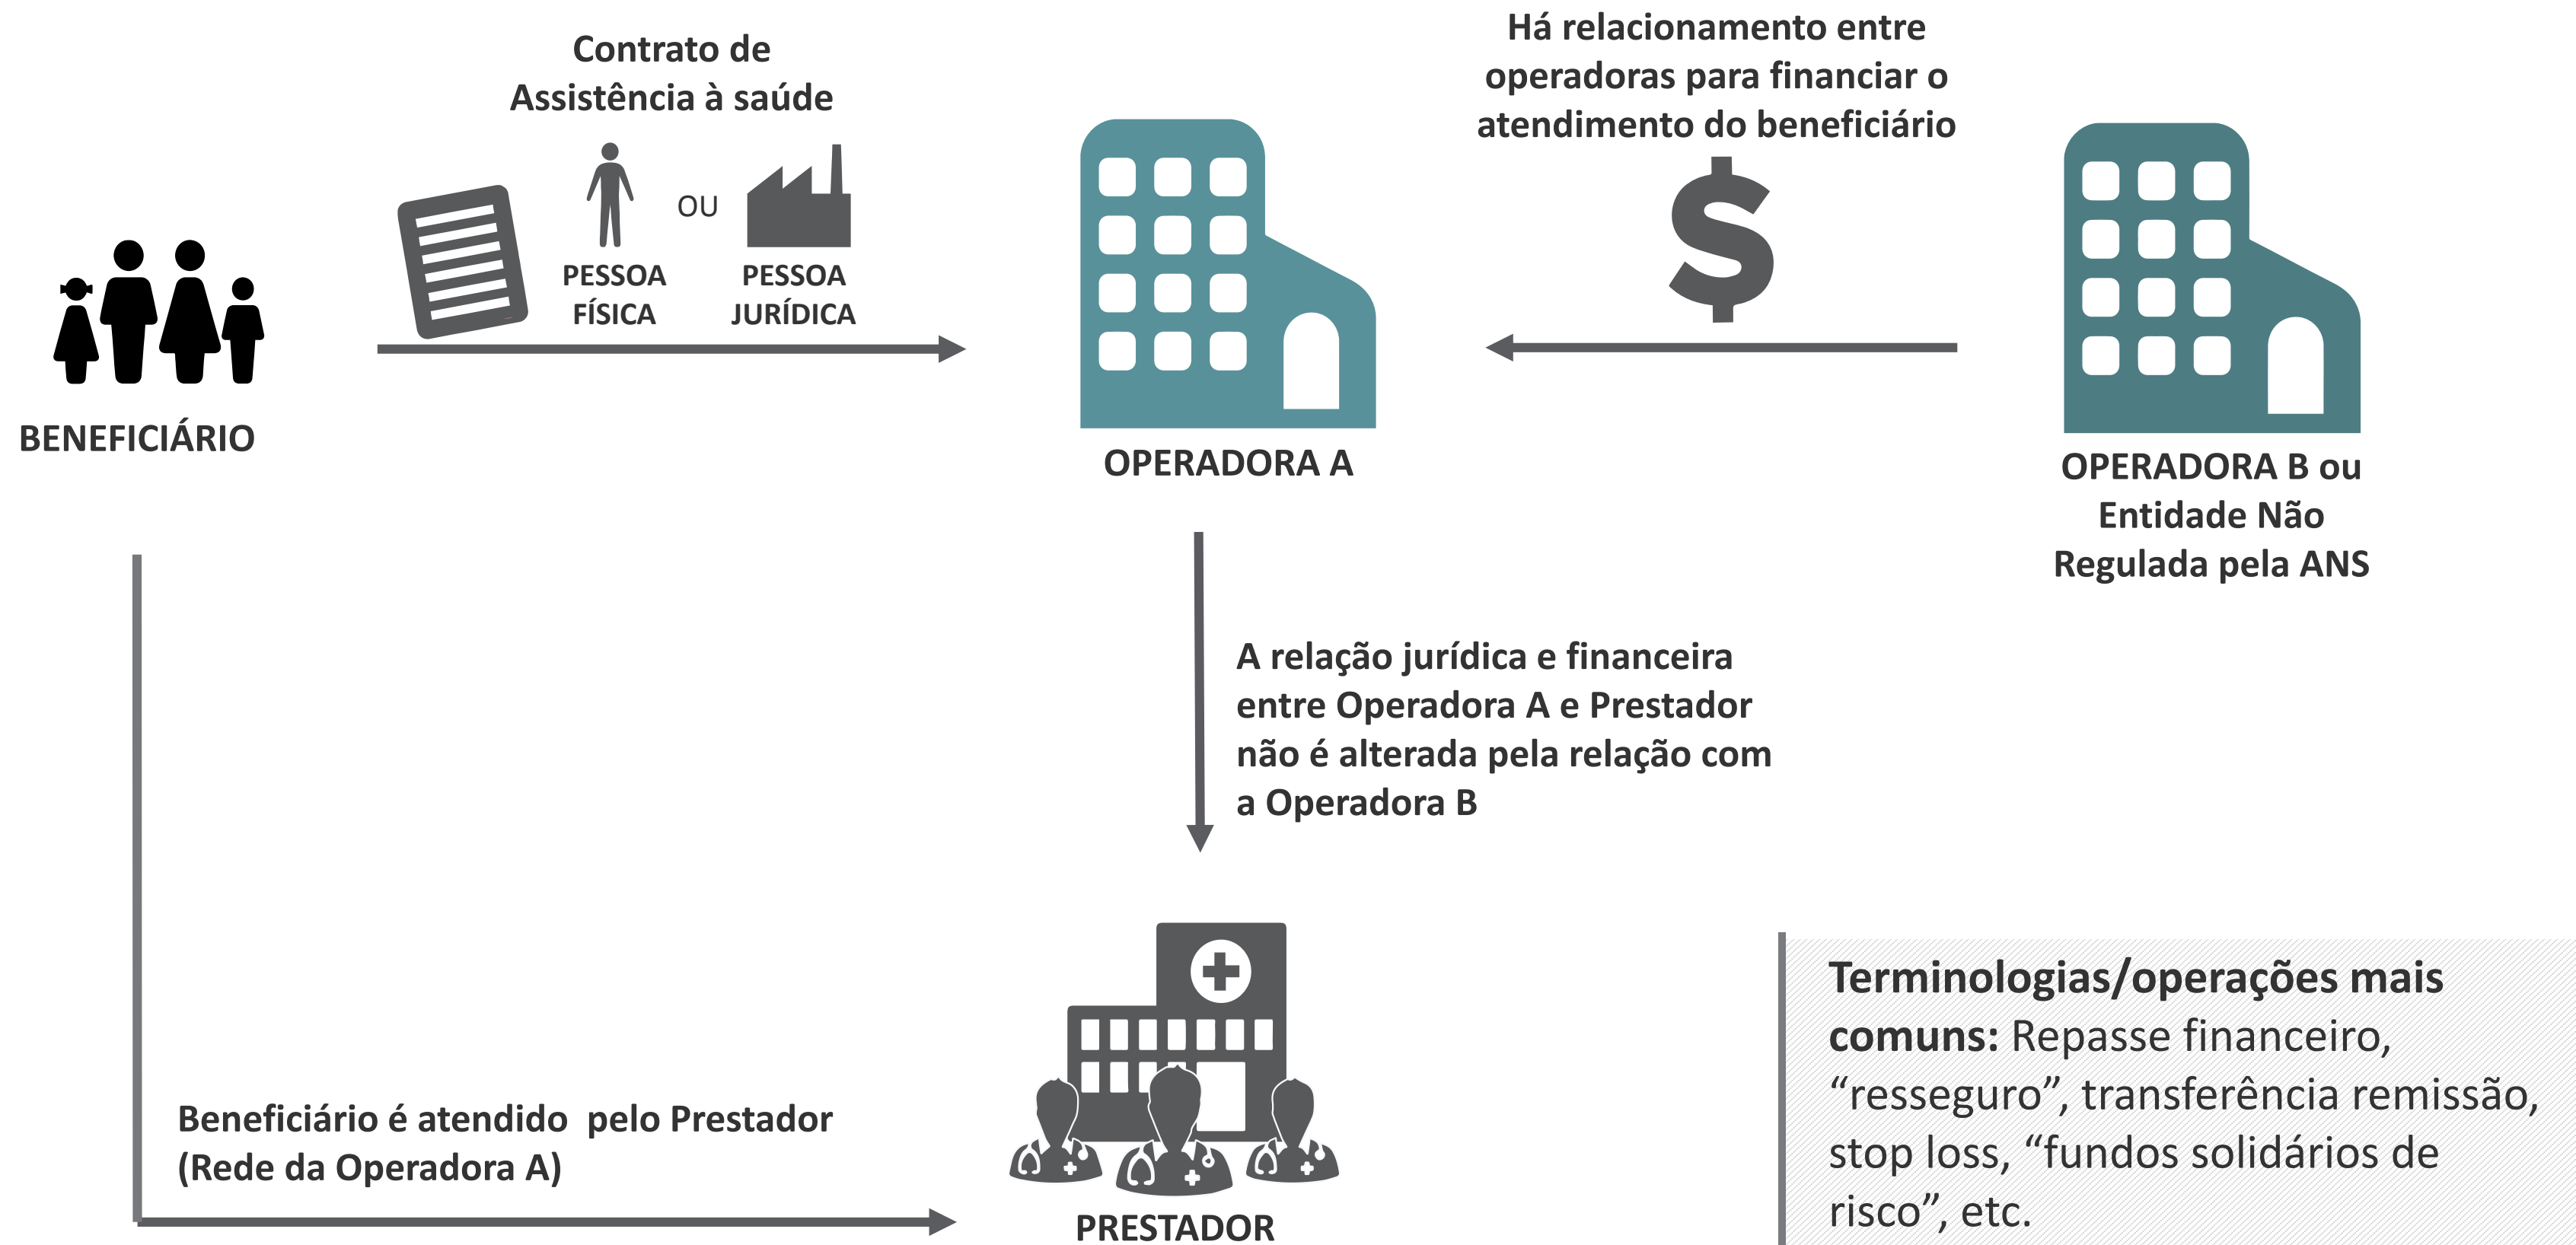 Contrato de
Assistência à saúde
OU
PESSOA
FÍSICA
PESSOA
JURÍDICA
BENEFICIÁRIO
OPERADORA A
Há relacionamento entre
operadoras para financiar o
atendimento do beneficiário
$
OPERADORA B ou
Entidade Não
Regulada pela ANS
A relação jurídica e financeira
entre Operadora A e Prestador
não é alterada pela relação com
a Operadora B
Beneficiário é atendido  pelo Prestador
(Rede da Operadora A)
PRESTADOR
Terminologias/operações mais
comuns: Repasse financeiro,
“resseguro”, transferência remissão,
stop loss, “fundos solidários de
risco”, etc.